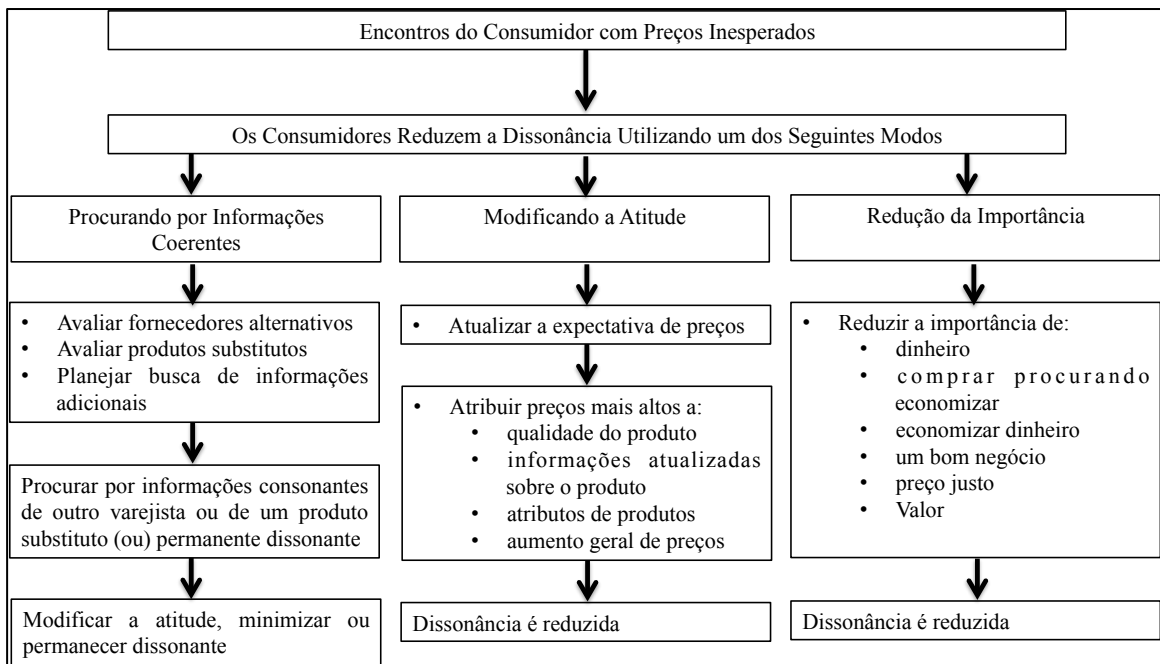 Encontros do Consumidor com Preços Inesperados
Os Consumidores Reduzem a Dissonância Utilizando um dos Seguintes Modos
Procurando por Informações
Coerentes
• Avaliar fornecedores alternativos
• Avaliar produtos substitutos
• Planejar busca de informações
adicionais
Procurar por informações consonantes
de outro varejista ou de um produto
substituto (ou) permanente dissonante
Modificar a atitude, minimizar ou
permanecer dissonante
Modificando a Atitude
• Atualizar a expectativa de preços
• Atribuir preços mais altos a:
• qualidade do produto
• informações atualizadas
sobre o produto
• atributos de produtos
• aumento geral de preços
Dissonância é reduzida
Redução da Importância
• Reduzir a importância de:
• dinheiro
• comprar procurando
economizar
• economizar dinheiro
• um bom negócio
• preço justo
• Valor
Dissonância é reduzida